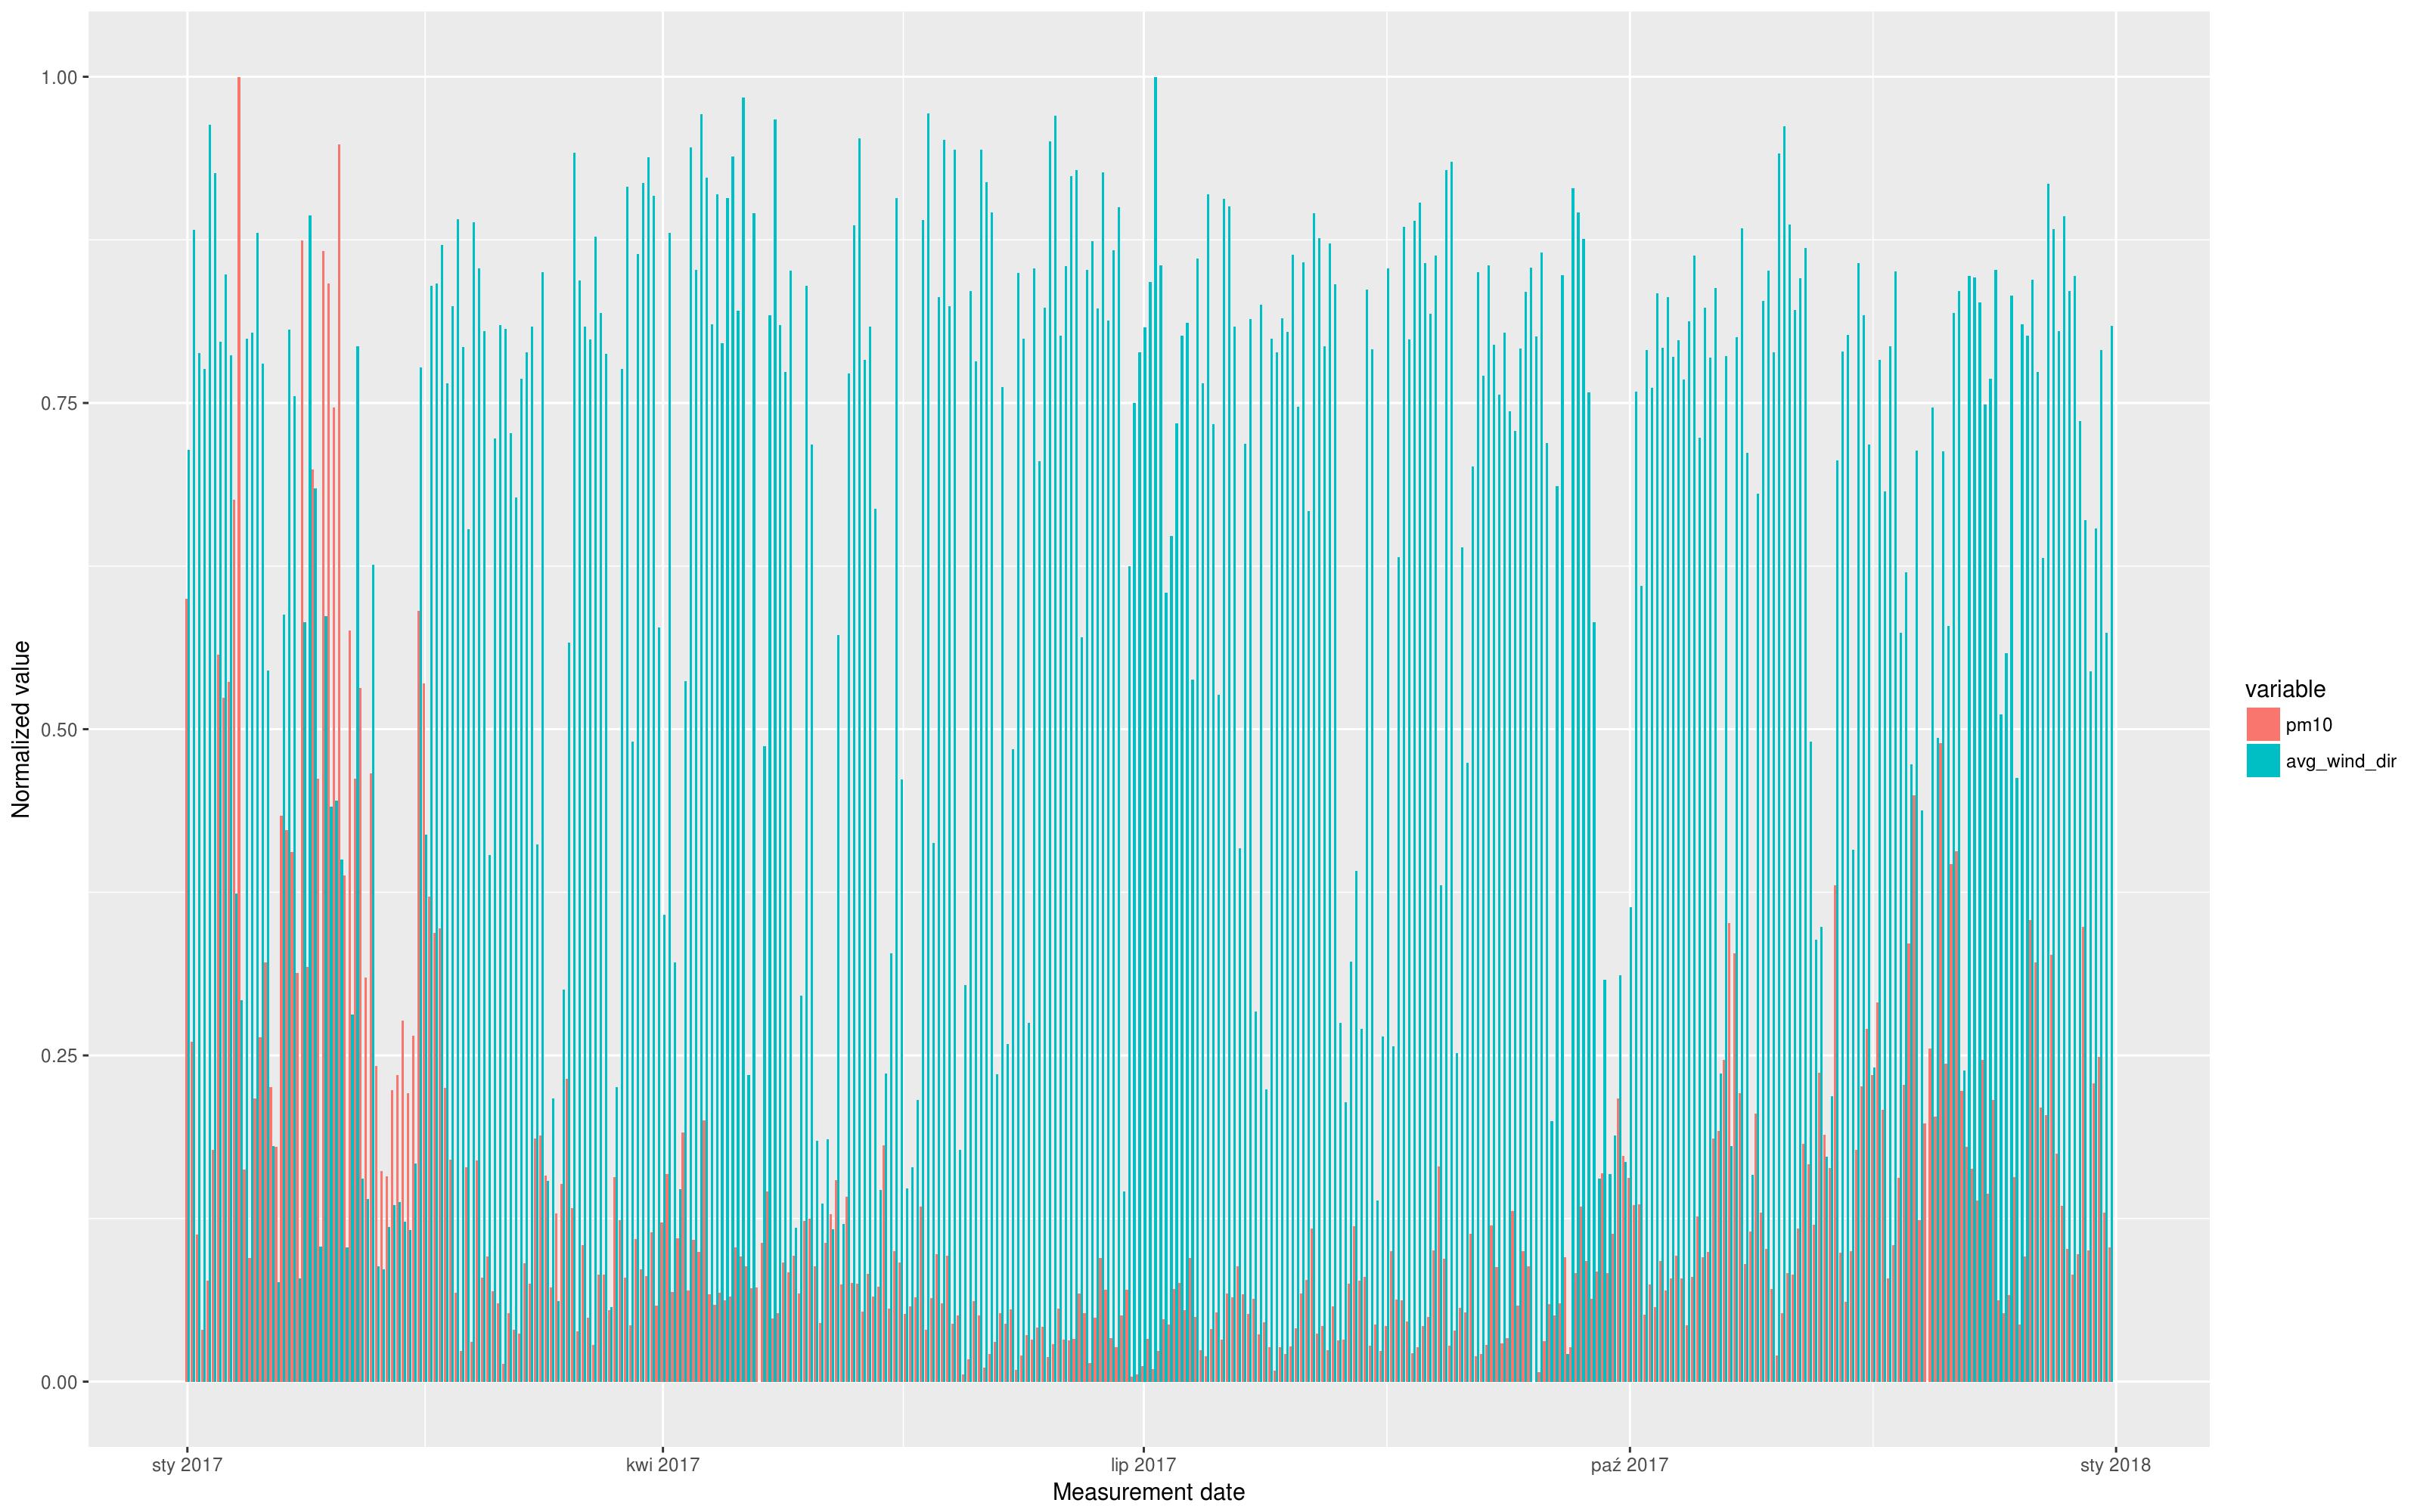 1.00
0.75
0.50
0.25
0.00
Normalized value
sty 2017
kwi 2017
lip 2017
paź 2017
sty 2018
Measurement date
variable
pm10
avg_wind_dir